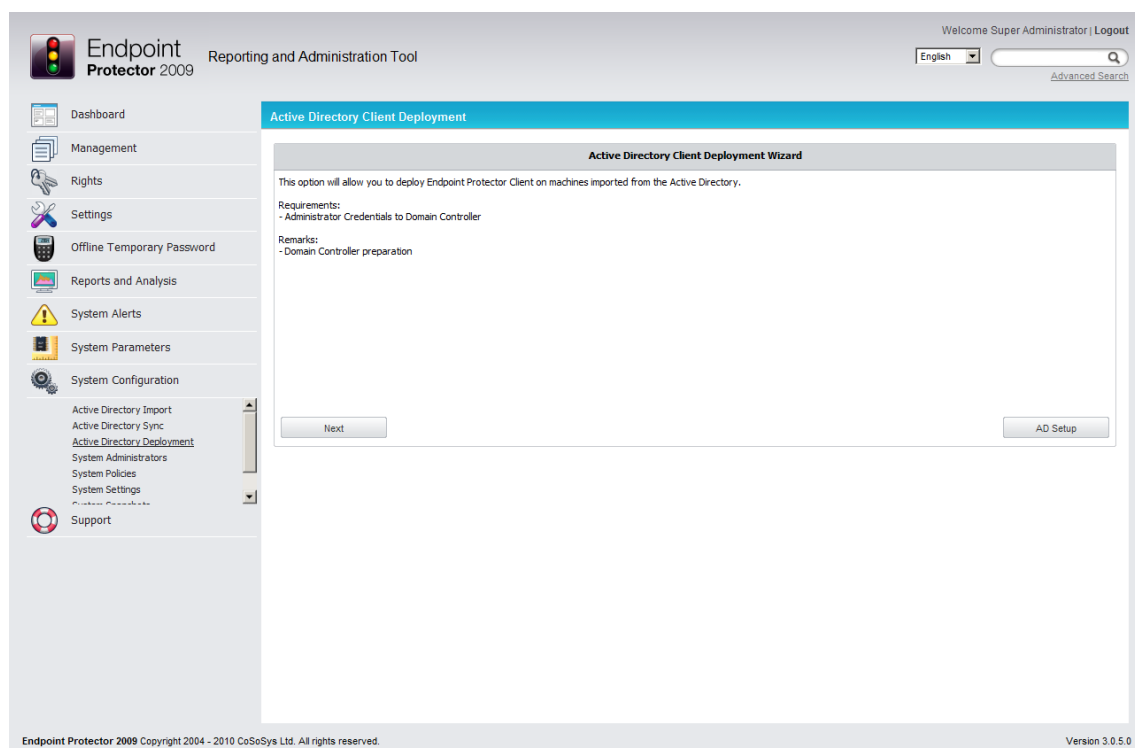 Welcome Super Administrator | Logout
Endpoint
Protector 2009
Reporting and Administration Tool
English
Advanced Search
Dashboard
Management
Rights
Settings
Offline Temporary Password
Reports and Analysis
System Alerts
System Parameters
System Configuration
Active Directory Import
Active Directory Sync
Active Directory Deployment
System Administrators
System Policies
System Settings
System Snapshots
Support
Active Directory Client Deployment
Active Directory Client Deployment Wizard
This option will allow you to deploy Endpoint Protector Client on machines imported from the Active Directory.
Requirements:
- Administrator Credentials to Domain Controller
Remarks:
- Domain Controller preparation
Next
AD Setup
Endpoint Protector 2009 Copyright 2004 - 2010 CoSoSys Ltd. All rights reserved.
Version 3.0.5.0